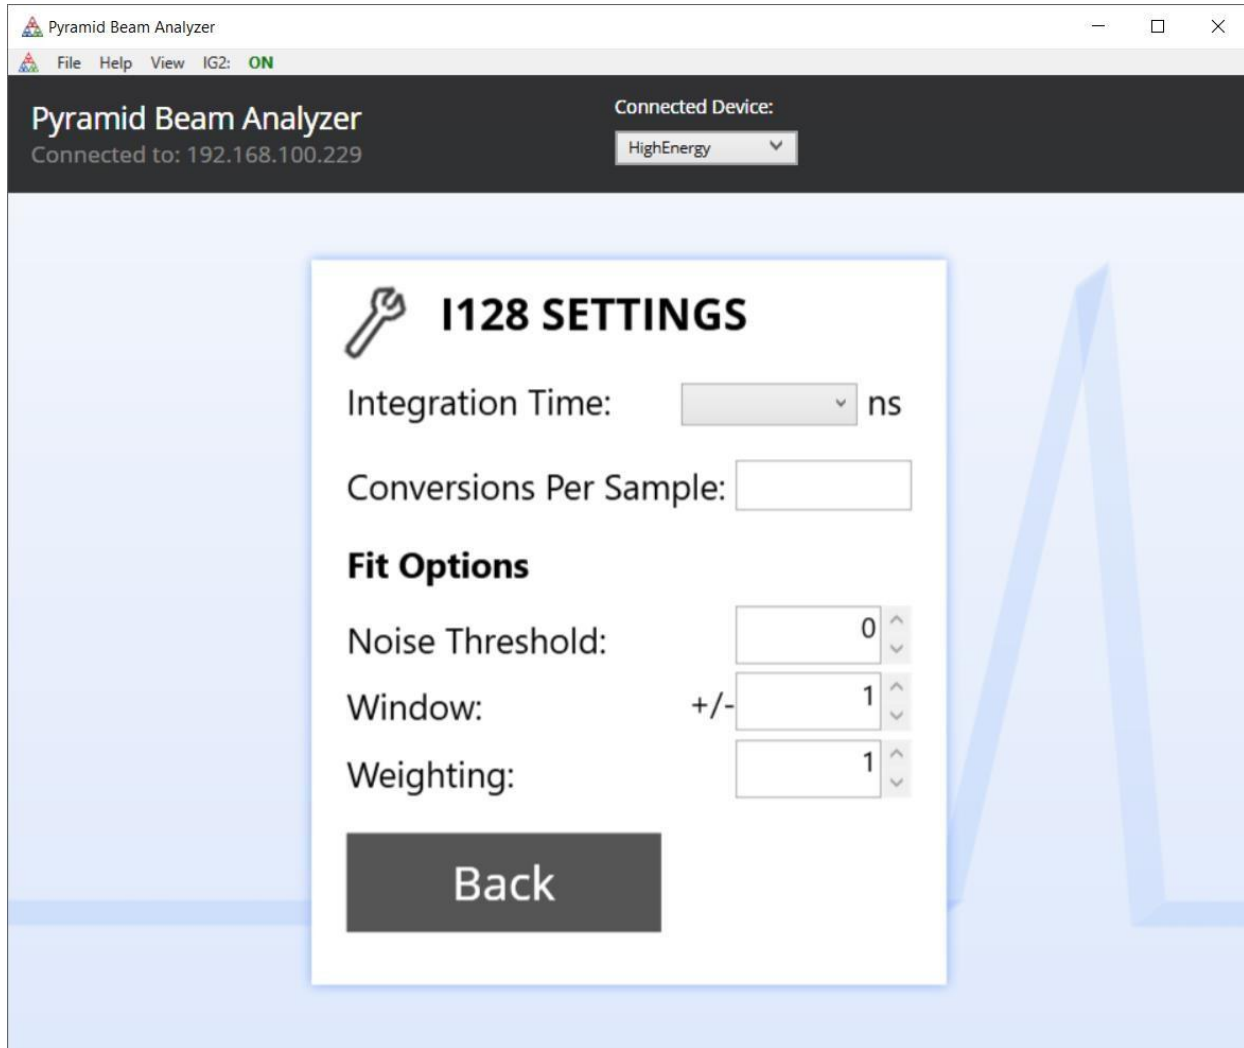 Pyramid Beam Analyzer
File Help View IG2: ON
Pyramid Beam Analyzer
Connected to: 192.168.100.229
Connected Device:
HighEnergy
I128 SETTINGS
Integration Time: ns
Conversions Per Sample:
Fit Options
Noise Threshold: 0
Window: +/- 1
Weighting: 1
Back